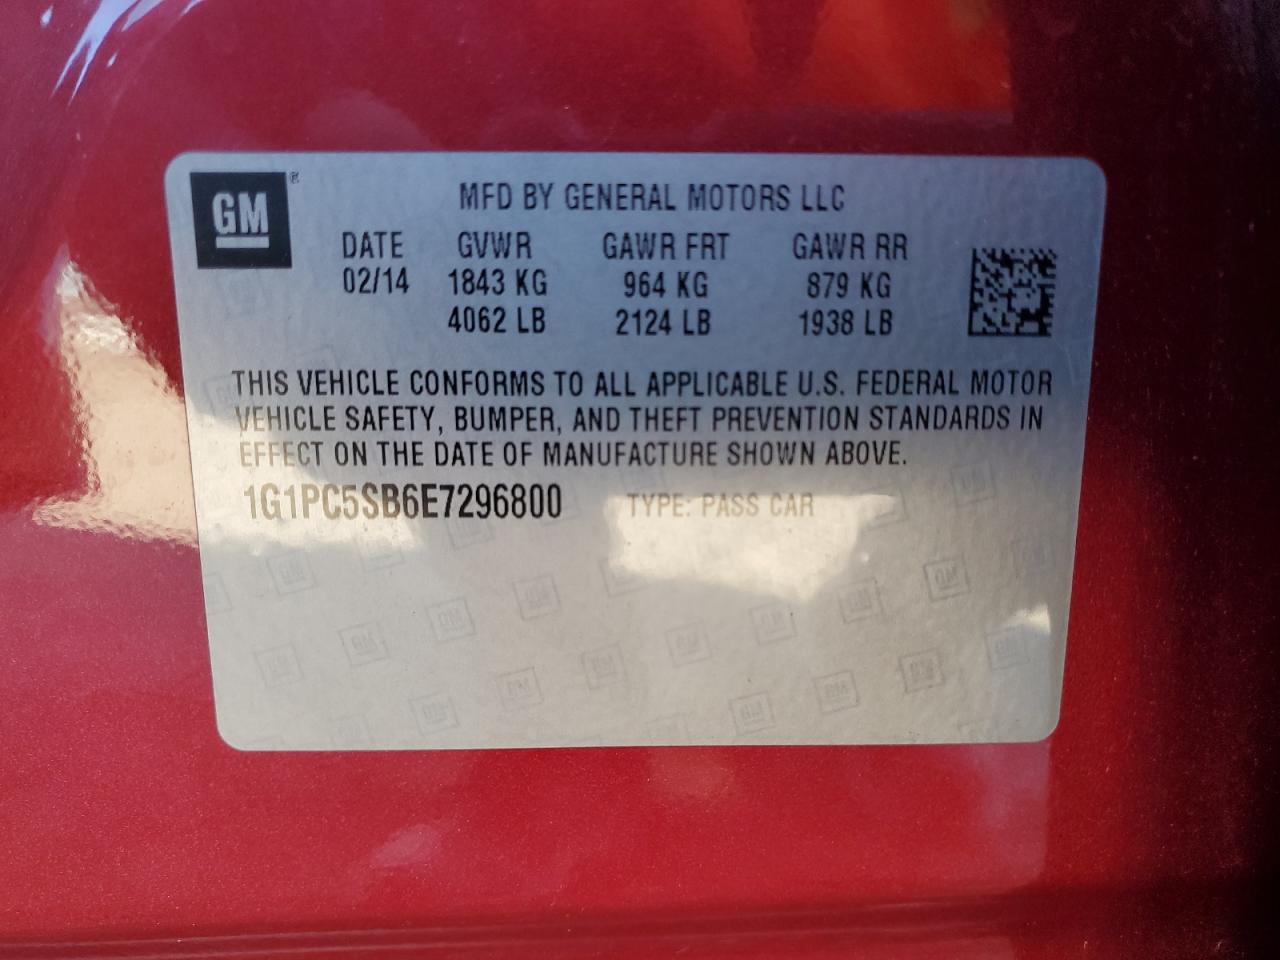 GM®
MFD BY GENERAL MOTORS LLC
DATE GVWR GAWR FRT GAWR RR
02/14 1843 KG 964 KG 879 KG
4062 LB 2124 LB 1938 LB
THIS VEHICLE CONFORMS TO ALL APPLICABLE U.S. FEDERAL MOTOR
VEHICLE SAFETY, BUMPER, AND THEFT PREVENTION STANDARDS IN
EFFECT ON THE DATE OF MANUFACTURE SHOWN ABOVE.
1G1PC5SB6E7296800 TYPE: PASS CAR